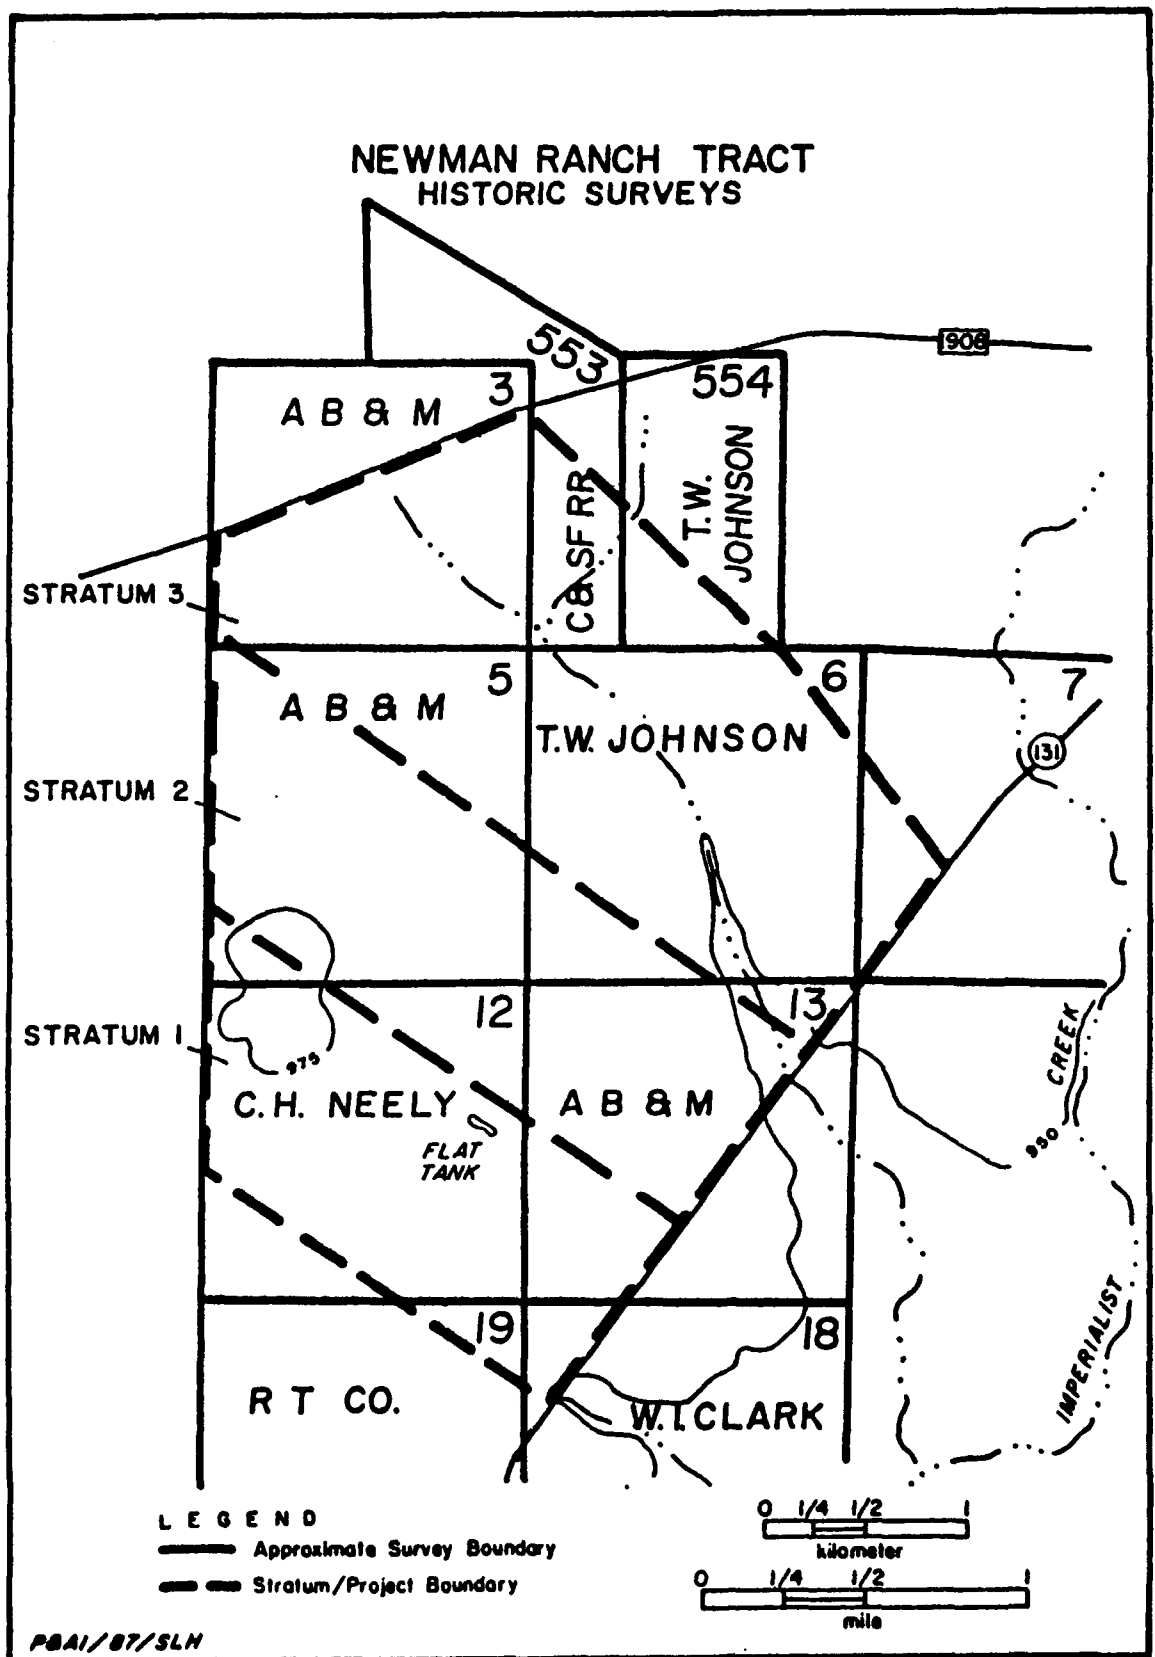 NEWMAN RANCH TRACT
HISTORIC SURVEYS
553
908
3
554
A B & M
T.W. JOHNSON
C & SF RR
STRATUM 3
5
6
7
A B & M
T.W. JOHNSON
131
STRATUM 2
12
13
STRATUM 1
975
CREEK
C.H. NEELY
A B & M
FLAT
TANK
950
IMPERIALIST
19
18
R T CO.
W.I. CLARK
LEGEND
Approximate Survey Boundary
Stratum/Project Boundary
0 1/4 1/2 1
kilometer
0 1/4 1/2 1
mile
P&AI/87/SLH